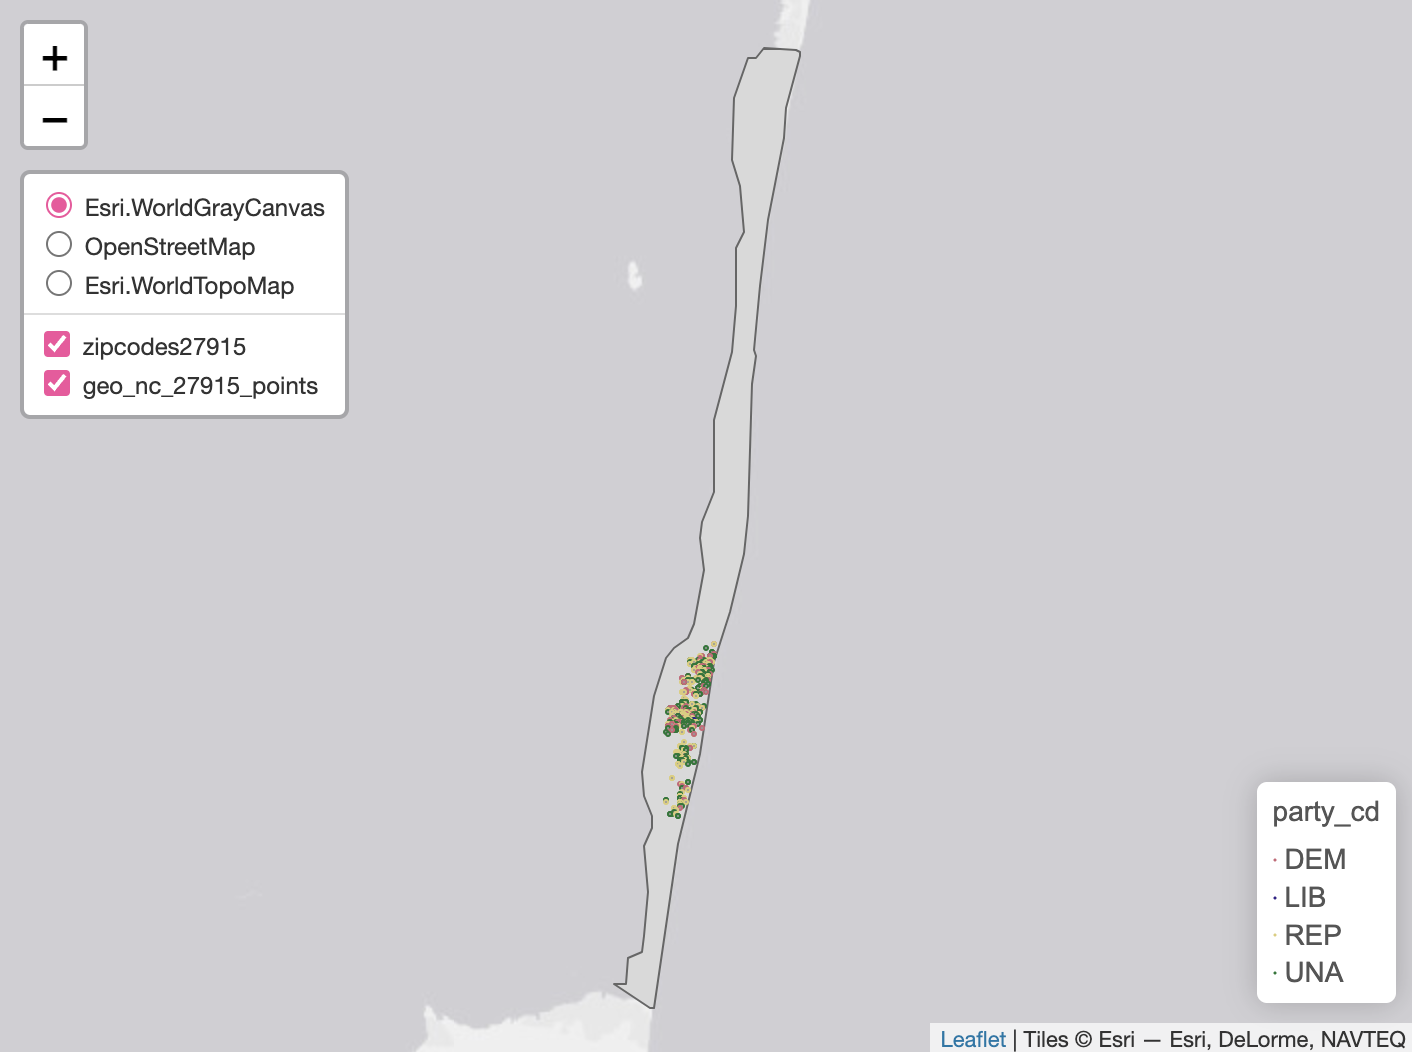 +
−
Esri.WorldGrayCanvas
OpenStreetMap
Esri.WorldTopoMap
zipcodes27915
geo_nc_27915_points
party_cd
DEM
LIB
REP
UNA
Leaflet | Tiles © Esri — Esri, DeLorme, NAVTEQ